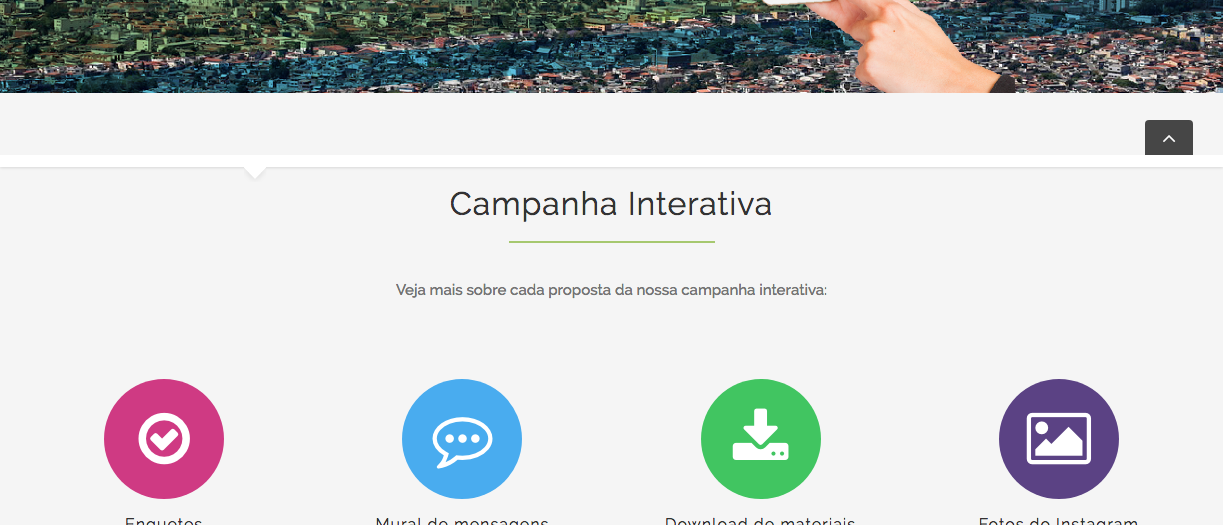 Campanha Interativa
Veja mais sobre cada proposta da nossa campanha interativa:
Enquetes
Mural de mensagens
Download de materiais
Fotos do Instagram